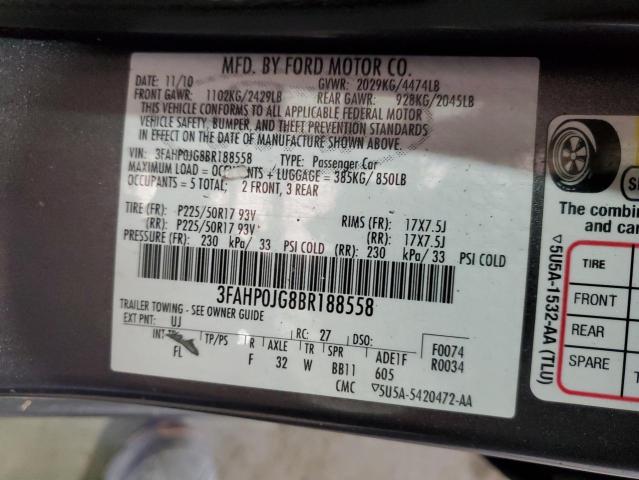 MFD. BY FORD MOTOR CO.
DATE: 11/10 GVWR: 2029KG/4474LB
FRONT GAWR: 1102KG/2429LB REAR GAWR: 928KG/2045LB
THIS VEHICLE CONFORMS TO ALL APPLICABLE FEDERAL MOTOR
VEHICLE SAFETY, BUMPER, AND THEFT PREVENTION STANDARDS
IN EFFECT ON THE DATE OF MANUFACTURE SHOWN ABOVE.
VIN: 3FAHP0JG8BR188558 TYPE: Passenger Car
MAXIMUM LOAD = OCCUPANTS + LUGGAGE = 385KG/850LB
OCCUPANTS = 5 TOTAL: 2 FRONT, 3 REAR
TIRE (FR): P225/50R17 93V RIMS (FR): 17X7.5J
(RR): P225/50R17 93V (RR): 17X7.5J
PRESSURE (FR): 230 kPa/ 33 PSI COLD (RR): 230 kPa/ 33 PSI COLD
3FAHP0JG8BR188558
TRAILER TOWING - SEE OWNER GUIDE
EXT PNT: UJ RC: 27 DSO:
INT TP/PS R AXLE TR SPR ADE1F F0074
FL F 32 W BB11 605 R0034
CMC ▽5U5A-5420472-AA
The combin
and car
TIRE
FRONT
REAR
SPARE
▽5U5A-1532-AA (TLU)